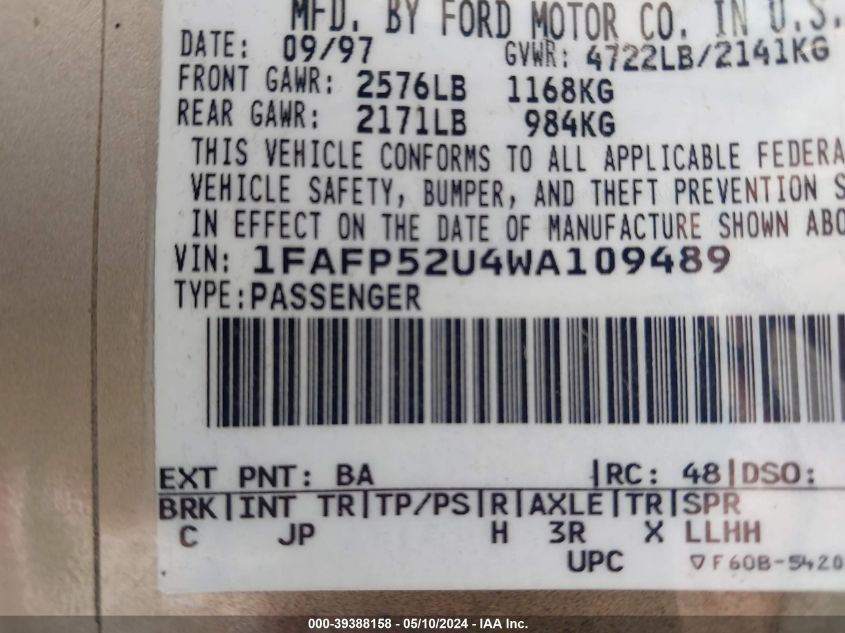 MFD. BY FORD MOTOR CO. IN U.S.
DATE: 09/97 GVWR: 4722LB/2141KG
FRONT GAWR: 2576LB 1168KG
REAR GAWR: 2171LB 984KG
THIS VEHICLE CONFORMS TO ALL APPLICABLE FEDERA
VEHICLE SAFETY, BUMPER, AND THEFT PREVENTION S
IN EFFECT ON THE DATE OF MANUFACTURE SHOWN ABO
VIN: 1FAFP52U4WA109489
TYPE:PASSENGER
EXT PNT: BA |RC: 48|DSO:
BRK|INT TR|TP/PS|R|AXLE|TR|SPR
C JP H 3R X LLHH
UPC ▽F60B-5420
000-39388158 - 05/10/2024 - IAA Inc.